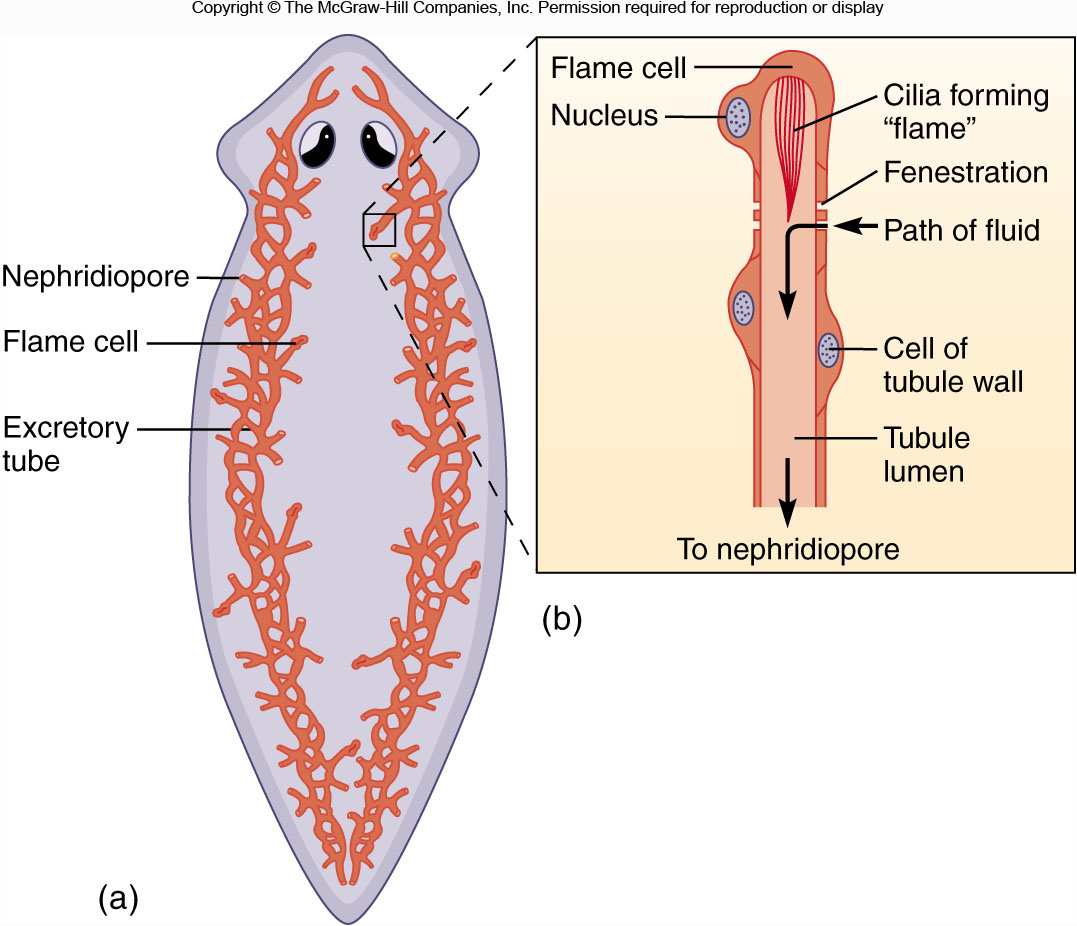 Copyright © The McGraw-Hill Companies, Inc. Permission required for reproduction or display
Nephridiopore
Flame cell
Excretory
tube
(a)
Flame cell
Nucleus
Cilia forming
“flame”
Fenestration
Path of fluid
Cell of
tubule wall
Tubule
lumen
To nephridiopore
(b)